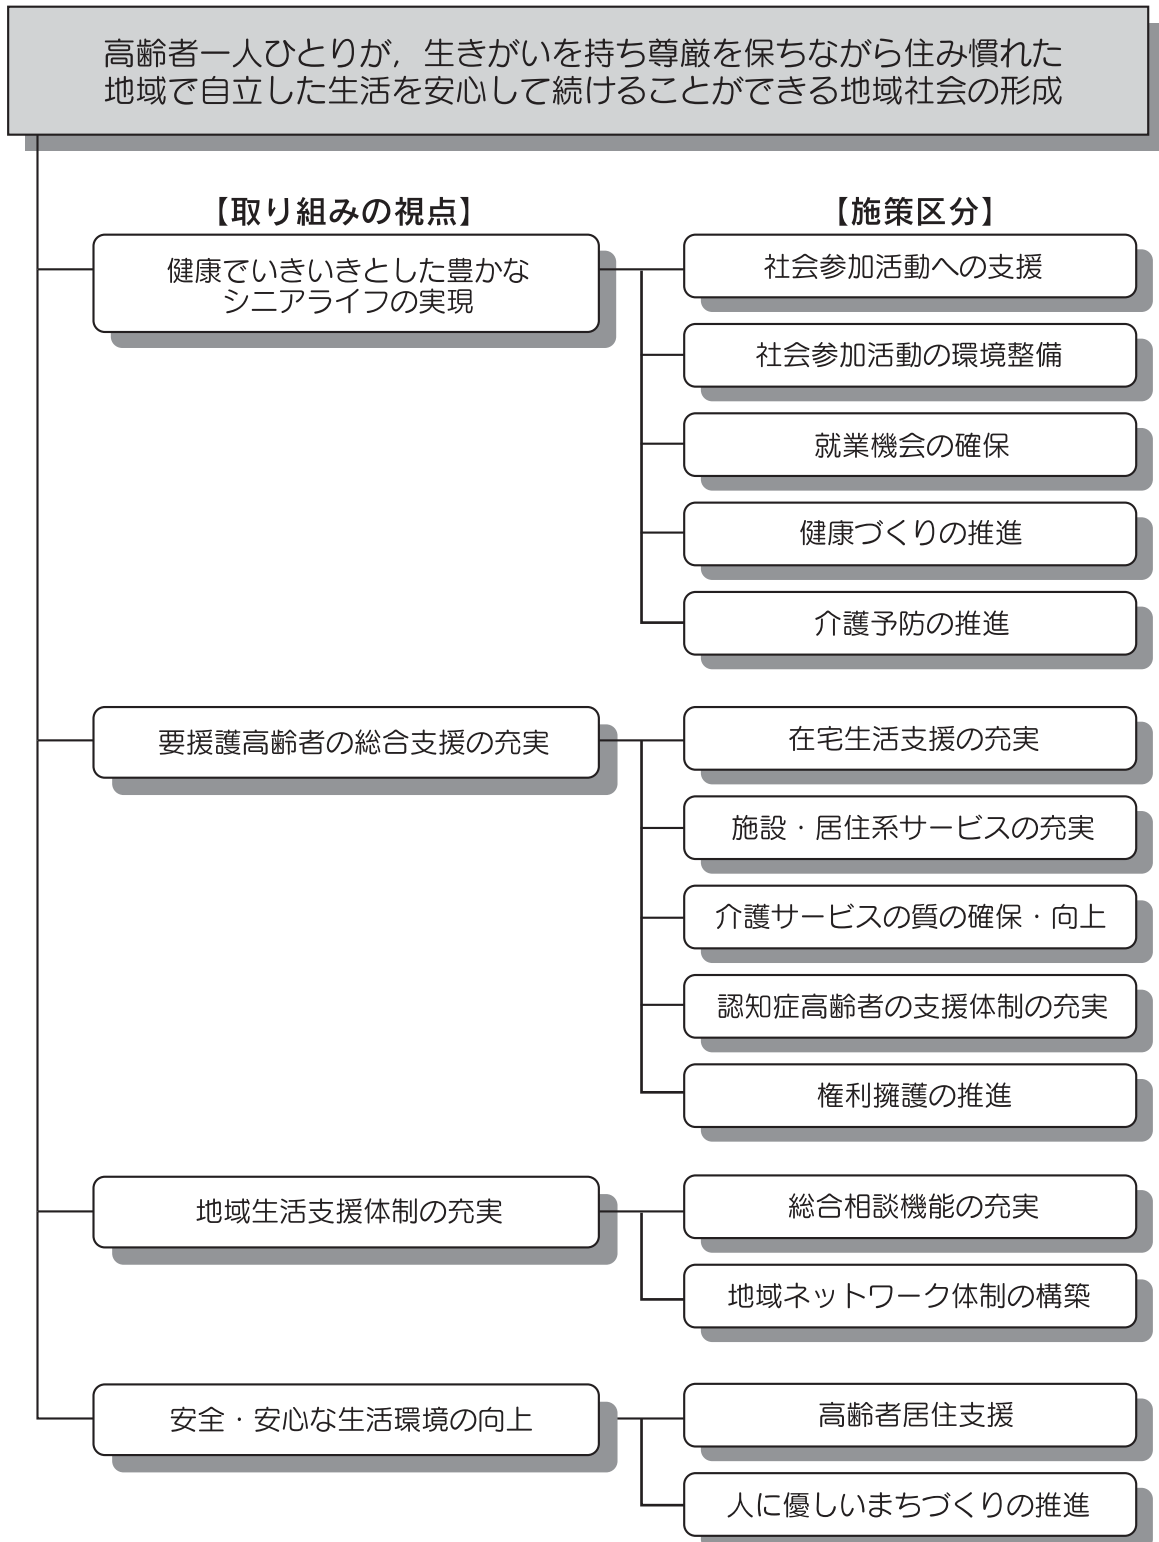 高齢者一人ひとりが，生きがいを持ち尊厳を保ちながら住み慣れた
地域で自立した生活を安心して続けることができる地域社会の形成
【取り組みの視点】
【施策区分】
健康でいきいきとした豊かな
シニアライフの実現
社会参加活動への支援
社会参加活動の環境整備
就業機会の確保
健康づくりの推進
介護予防の推進
要援護高齢者の総合支援の充実
在宅生活支援の充実
施設・居住系サービスの充実
介護サービスの質の確保・向上
認知症高齢者の支援体制の充実
権利擁護の推進
地域生活支援体制の充実
総合相談機能の充実
地域ネットワーク体制の構築
安全・安心な生活環境の向上
高齢者居住支援
人に優しいまちづくりの推進